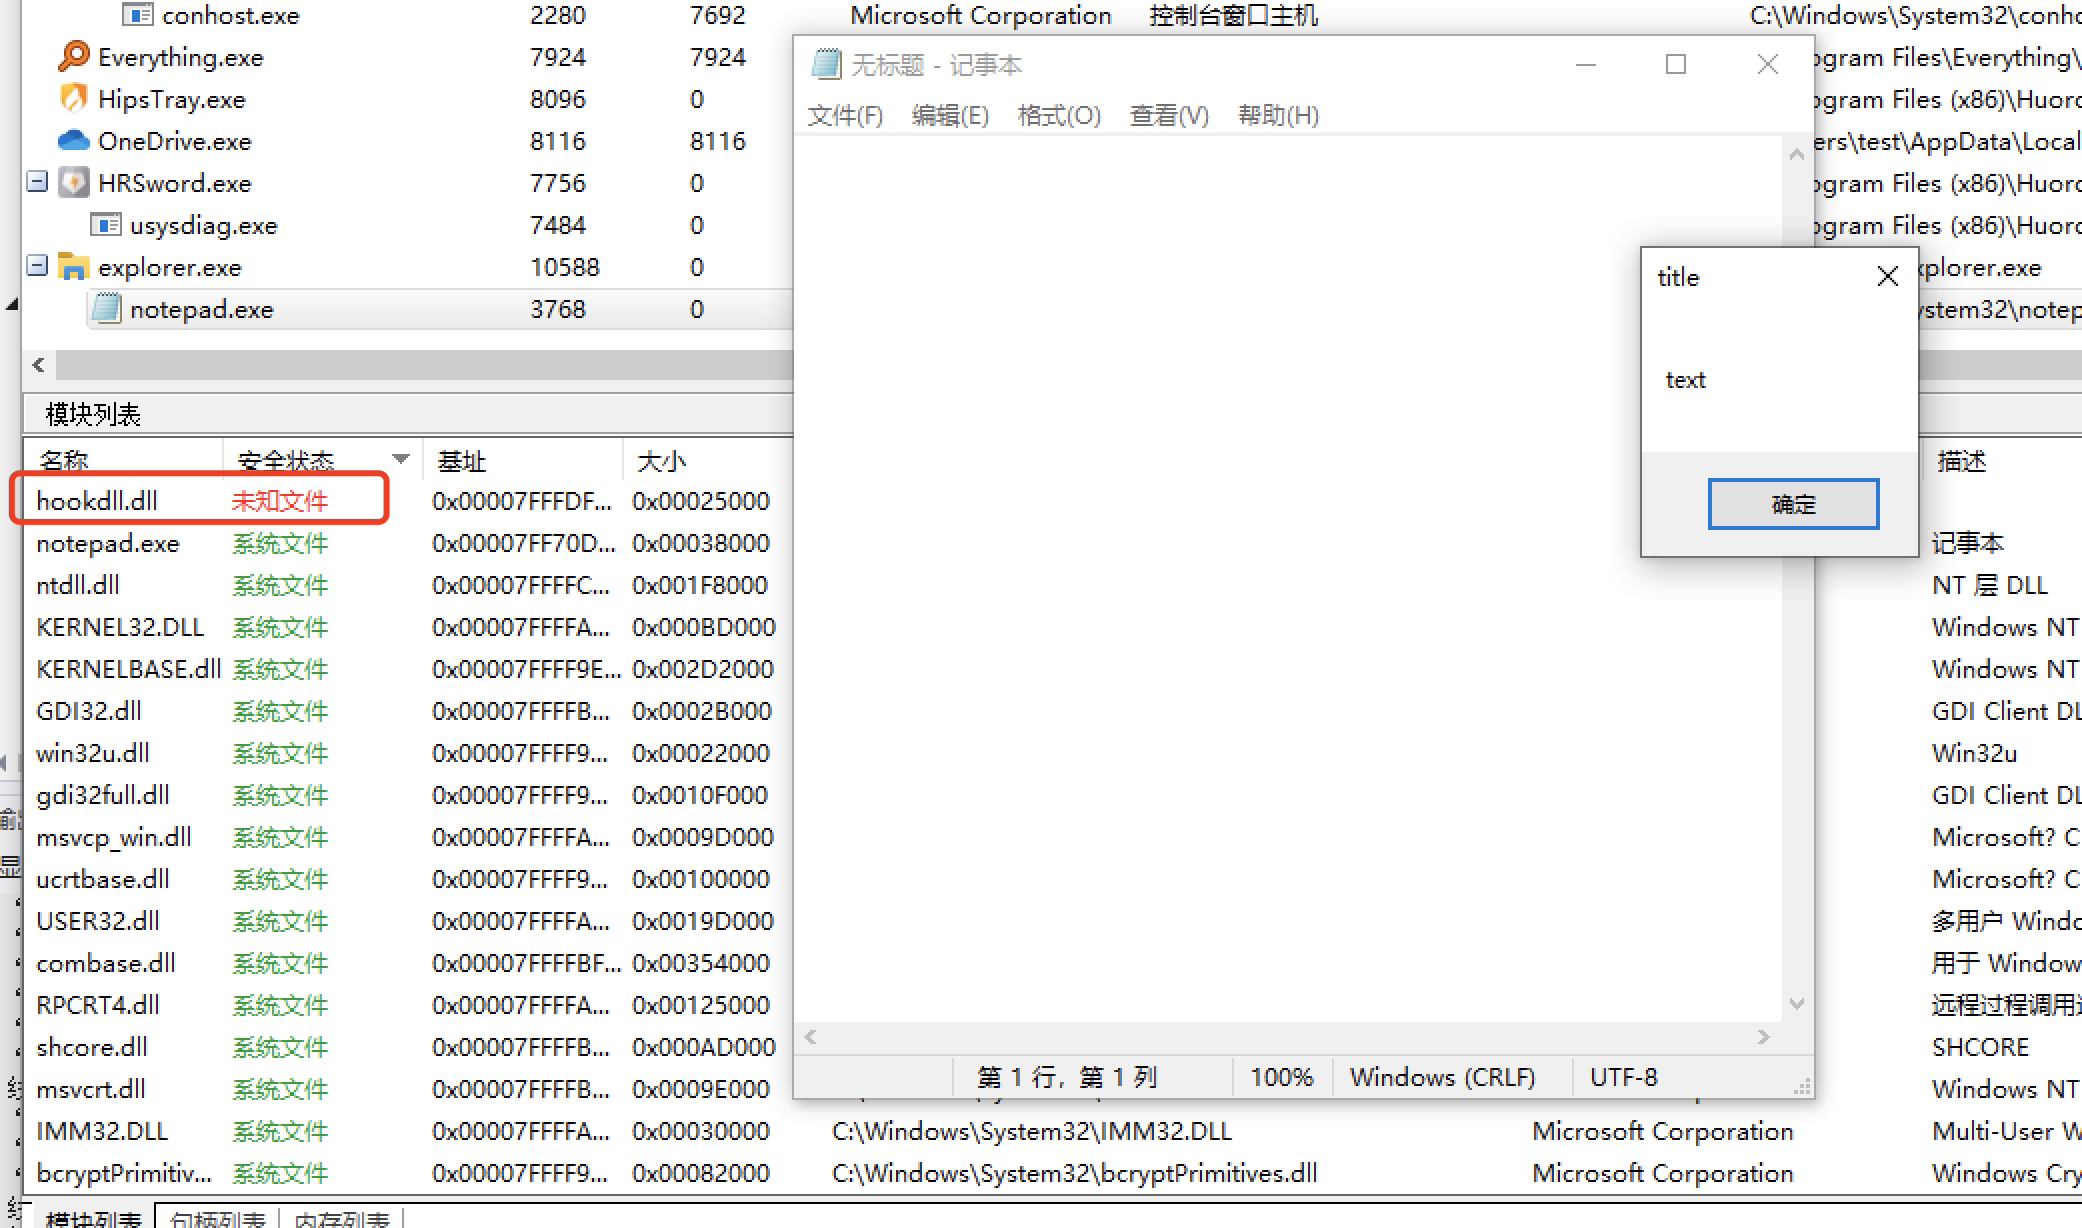 conhost.exe 2280 7692 Microsoft Corporation 控制台窗口主机 C:\Windows\System32\conho
Everything.exe 7924 7924 ogram Files\Everything\
HipsTray.exe 8096 0 ogram Files (x86)\Huoro
OneDrive.exe 8116 8116 ers\test\AppData\Local
HRSword.exe 7756 0 ogram Files (x86)\Huoro
usysdiag.exe 7484 0 ogram Files (x86)\Huoro
explorer.exe 10588 0 xplorer.exe
notepad.exe 3768 0 ystem32\notep
无标题 - 记事本
文件(F) 编辑(E) 格式(O) 查看(V) 帮助(H)
title
text
确定
第 1 行，第 1 列 100% Windows (CRLF) UTF-8
模块列表
名称 安全状态 基址 大小 描述
hookdll.dll 未知文件 0x00007FFFDF... 0x00025000
notepad.exe 系统文件 0x00007FF70D... 0x00038000 记事本
ntdll.dll 系统文件 0x00007FFFFC... 0x001F8000 NT 层 DLL
KERNEL32.DLL 系统文件 0x00007FFFFA... 0x000BD000 Windows NT
KERNELBASE.dll 系统文件 0x00007FFFF9E... 0x002D2000 Windows NT
GDI32.dll 系统文件 0x00007FFFFB... 0x0002B000 GDI Client DL
win32u.dll 系统文件 0x00007FFFF9... 0x00022000 Win32u
gdi32full.dll 系统文件 0x00007FFFF9... 0x0010F000 GDI Client DL
msvcp_win.dll 系统文件 0x00007FFFFA... 0x0009D000 Microsoft? C
ucrtbase.dll 系统文件 0x00007FFFF9... 0x00100000 Microsoft? C
USER32.dll 系统文件 0x00007FFFFA... 0x0019D000 多用户 Windo
combase.dll 系统文件 0x00007FFFFBF... 0x00354000 用于 Window
RPCRT4.dll 系统文件 0x00007FFFFA... 0x00125000 远程过程调用
shcore.dll 系统文件 0x00007FFFFB... 0x000AD000 SHCORE
msvcrt.dll 系统文件 0x00007FFFFB... 0x0009E000 Windows NT
IMM32.DLL 系统文件 0x00007FFFFA... 0x00030000 C:\Windows\System32\IMM32.DLL Microsoft Corporation Multi-User W
bcryptPrimitiv... 系统文件 0x00007FFFF9... 0x00082000 C:\Windows\System32\bcryptPrimitives.dll Microsoft Corporation Windows Cry
模块列表 句柄列表 内存列表